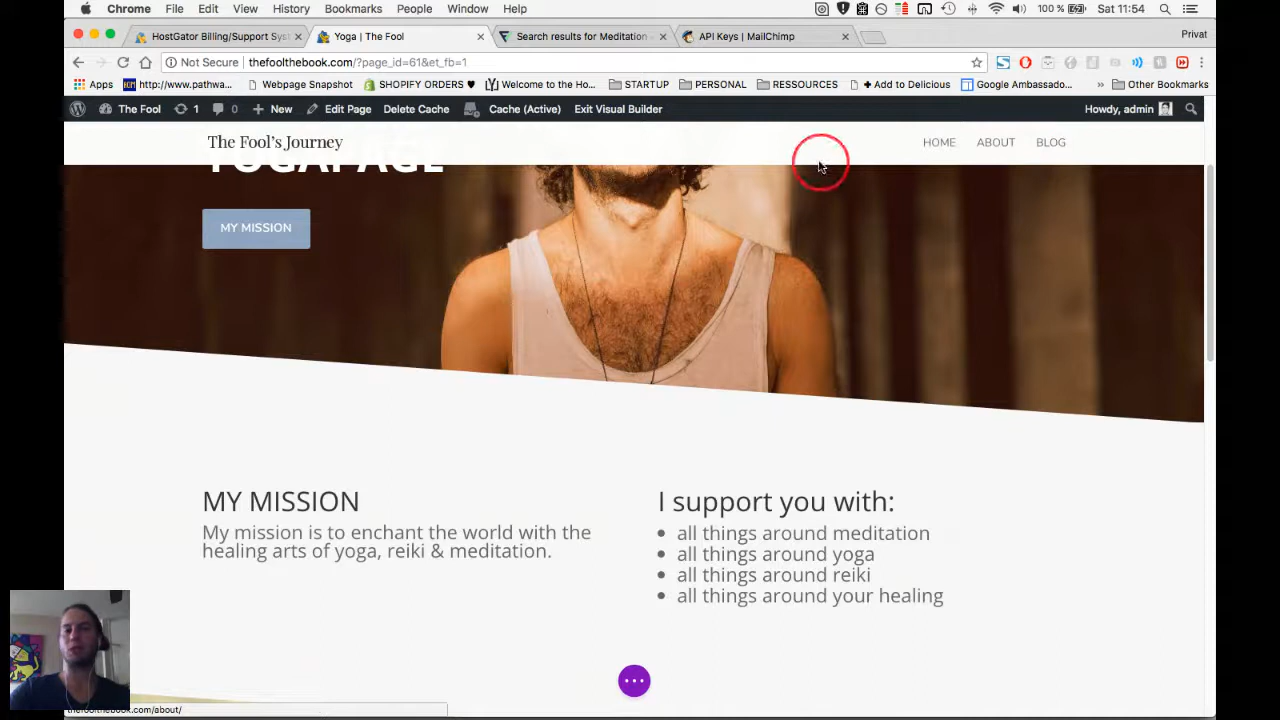 Chrome File Edit View History Bookmarks People Window Help 100 % Sat 11:54
HostGator Billing/Support Sys × Yoga | The Fool × Search results for Meditation × API Keys | MailChimp × Privat
Not Secure thefoolthebook.com/?page_id=61&et_fb=1
Apps http://www.pathwa... Webpage Snapshot SHOPIFY ORDERS ♥ Welcome to the Ho... STARTUP PERSONAL RESSOURCES + Add to Delicious Google Ambassado... » Other Bookmarks
The Fool 1 0 + New Edit Page Delete Cache Cache (Active) Exit Visual Builder Howdy, admin
The Fool's Journey HOME ABOUT BLOG
YOGAPAGE
MY MISSION
MY MISSION
My mission is to enchant the world with the
healing arts of yoga, reiki & meditation.
I support you with:
• all things around meditation
• all things around yoga
• all things around reiki
• all things around your healing
thefoolthebook.com/about/